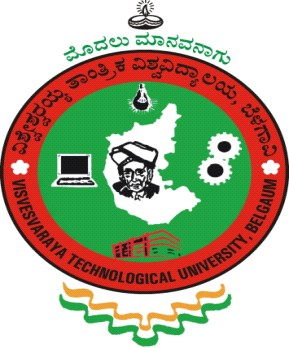 ಮೊದಲು ಮಾನವನಾಗು
ವಿಶ್ವೇಶ್ವರಯ್ಯ ತಾಂತ್ರಿಕ ವಿಶ್ವವಿದ್ಯಾಲಯ, ಬೆಳಗಾವಿ
VISVESVARAYA TECHNOLOGICAL UNIVERSITY, BELGAUM